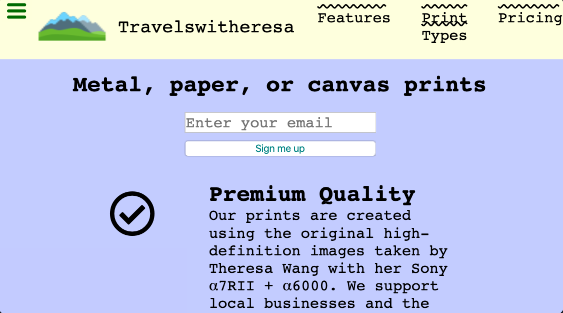 Travelswitheresa
Features
Print
Types
Pricing
Metal, paper, or canvas prints
Enter your email
Sign me up
Premium Quality
Our prints are created
using the original high-
definition images taken by
Theresa Wang with her Sony
α7RII + α6000. We support
local businesses and the